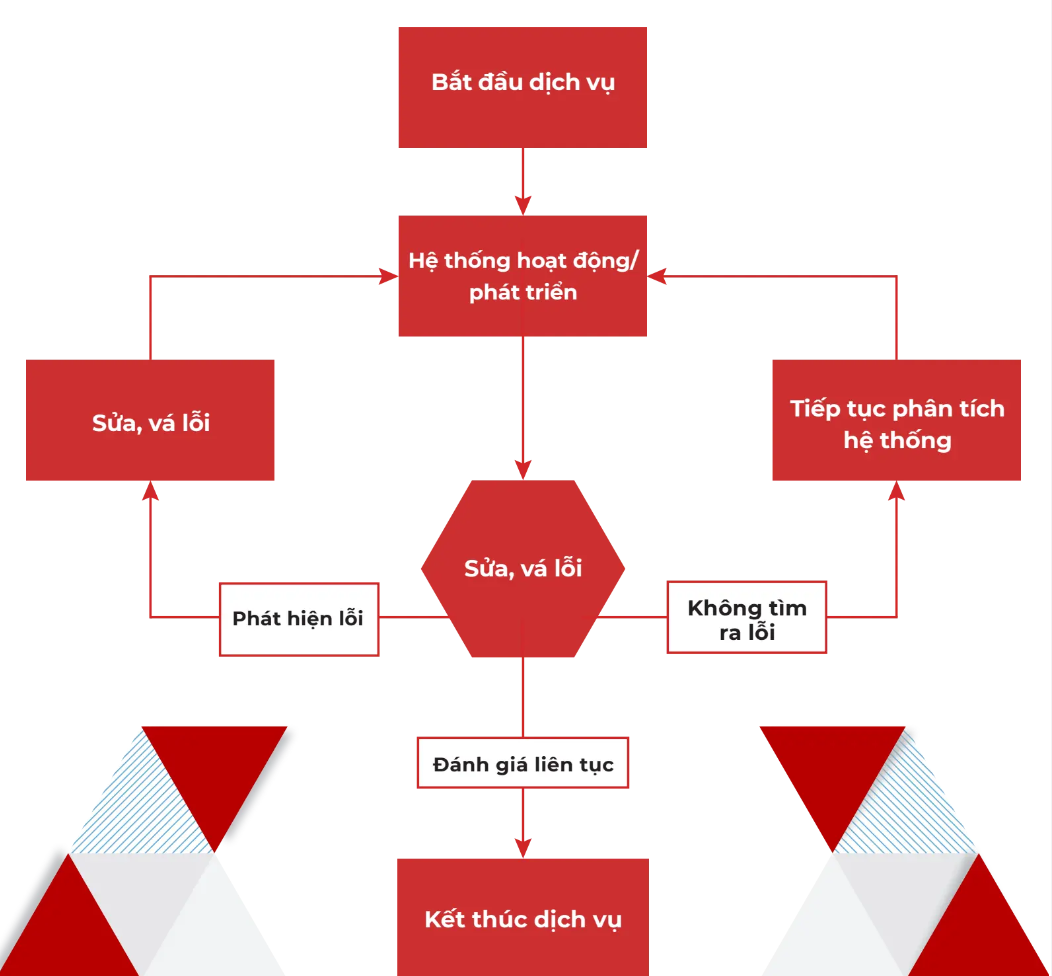 Bắt đầu dịch vụ
Hệ thống hoạt động/
phát triển
Sửa, vá lỗi
Tiếp tục phân tích
hệ thống
Sửa, vá lỗi
Phát hiện lỗi
Không tìm
ra lỗi
Đánh giá liên tục
Kết thúc dịch vụ